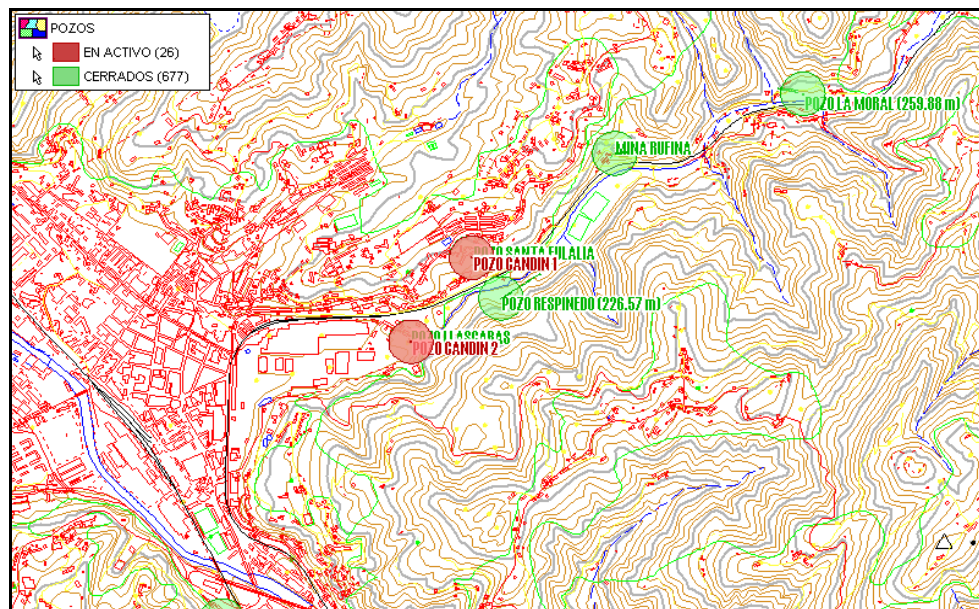 POZOS
EN ACTIVO (26)
CERRADOS (677)
POZO LA MORAL (259.88 m)
MINA RUFINA
POZO SANTA EULALIA
POZO CANDIN 1
POZO RESPINEDO (226.57 m)
POZO LLASCARAS
POZO CANDIN 2